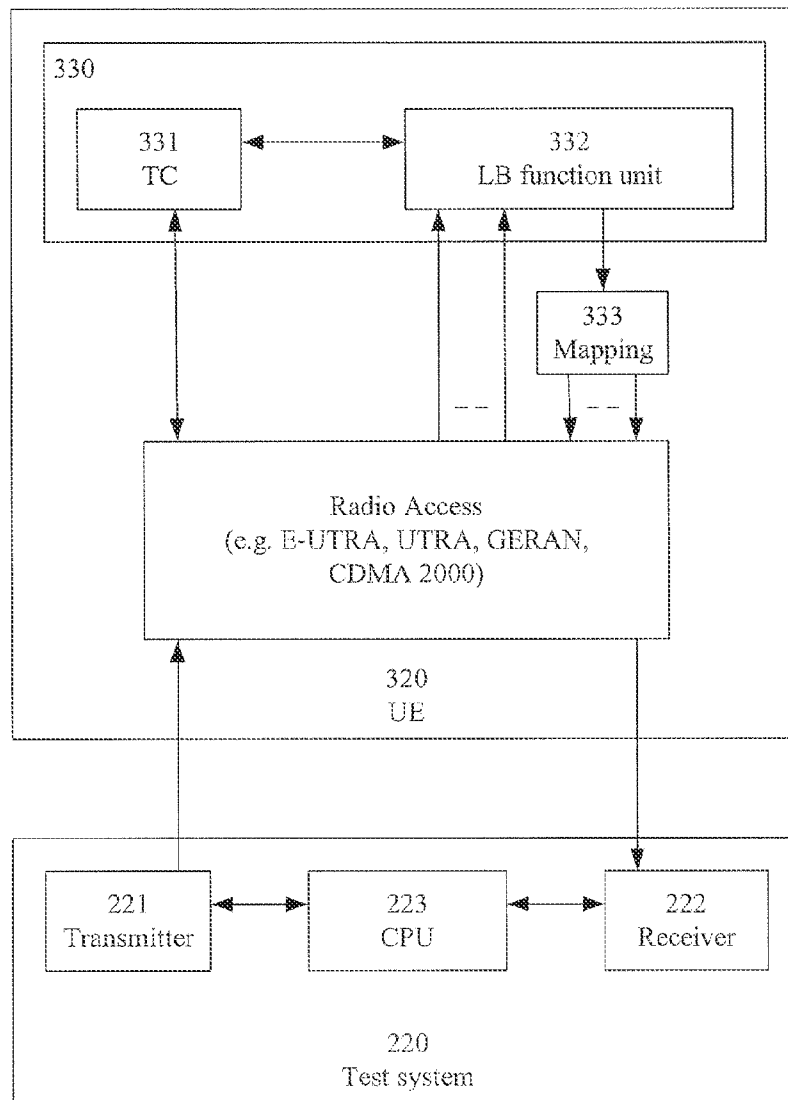 330
331
TC
332
LB function unit
333
Mapping
Radio Access
(e.g. E-UTRA, UTRA, GERAN,
CDMA 2000)
320
UE
221
Transmitter
223
CPU
222
Receiver
220
Test system